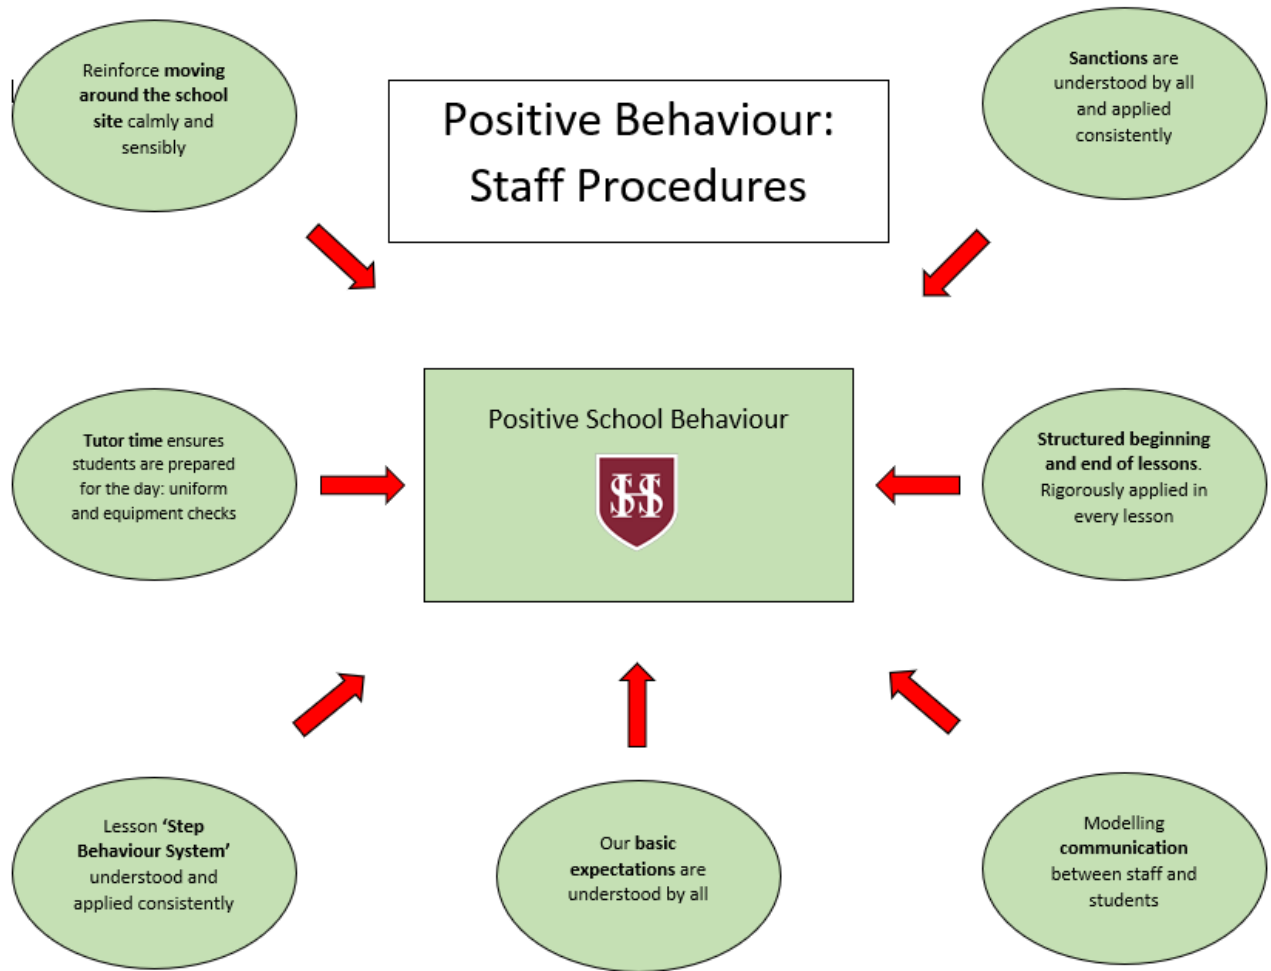 Reinforce moving
around the school
site calmly and
sensibly
Positive Behaviour:
Staff Procedures
Sanctions are
understood by all
and applied
consistently
Tutor time ensures
students are prepared
for the day: uniform
and equipment checks
Positive School Behaviour
Structured beginning
and end of lessons.
Rigorously applied in
every lesson
Lesson ‘Step
Behaviour System’
understood and
applied consistently
Our basic
expectations are
understood by all
Modelling
communication
between staff and
students